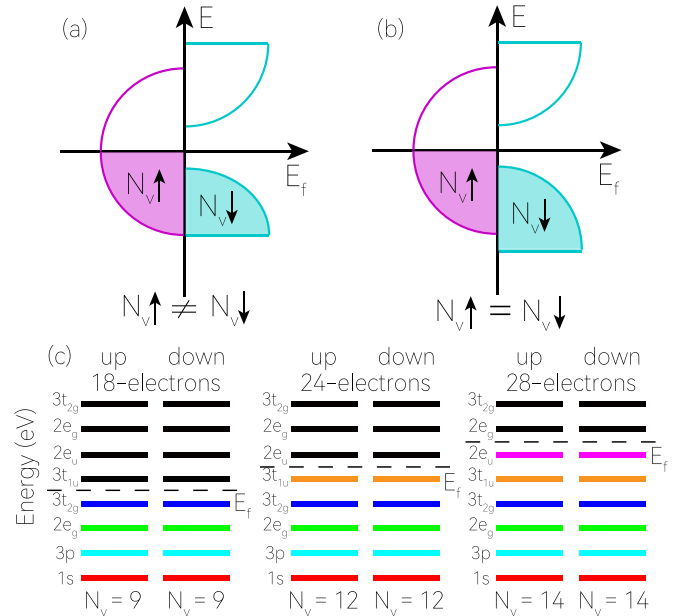 (a) E
E_f
N_v↑ N_v↓
N_v↑ ≠ N_v↓
(b) E
E_f
N_v↑ N_v↓
N_v↑ = N_v↓
(c)
Energy (eV)
up down
18-electrons
3t_2g
2e_g
2e_u
3t_1u
E_f
3t_2g
2e_g
3p
1s
N_v = 9 N_v = 9
up down
24-electrons
3t_2g
2e_g
2e_u
3t_1u E_f
3t_2g
2e_g
3p
1s
N_v = 12 N_v = 12
up down
28-electrons
3t_2g
2e_g
2e_u E_f
3t_1u
3t_2g
2e_g
3p
1s
N_v = 14 N_v = 14